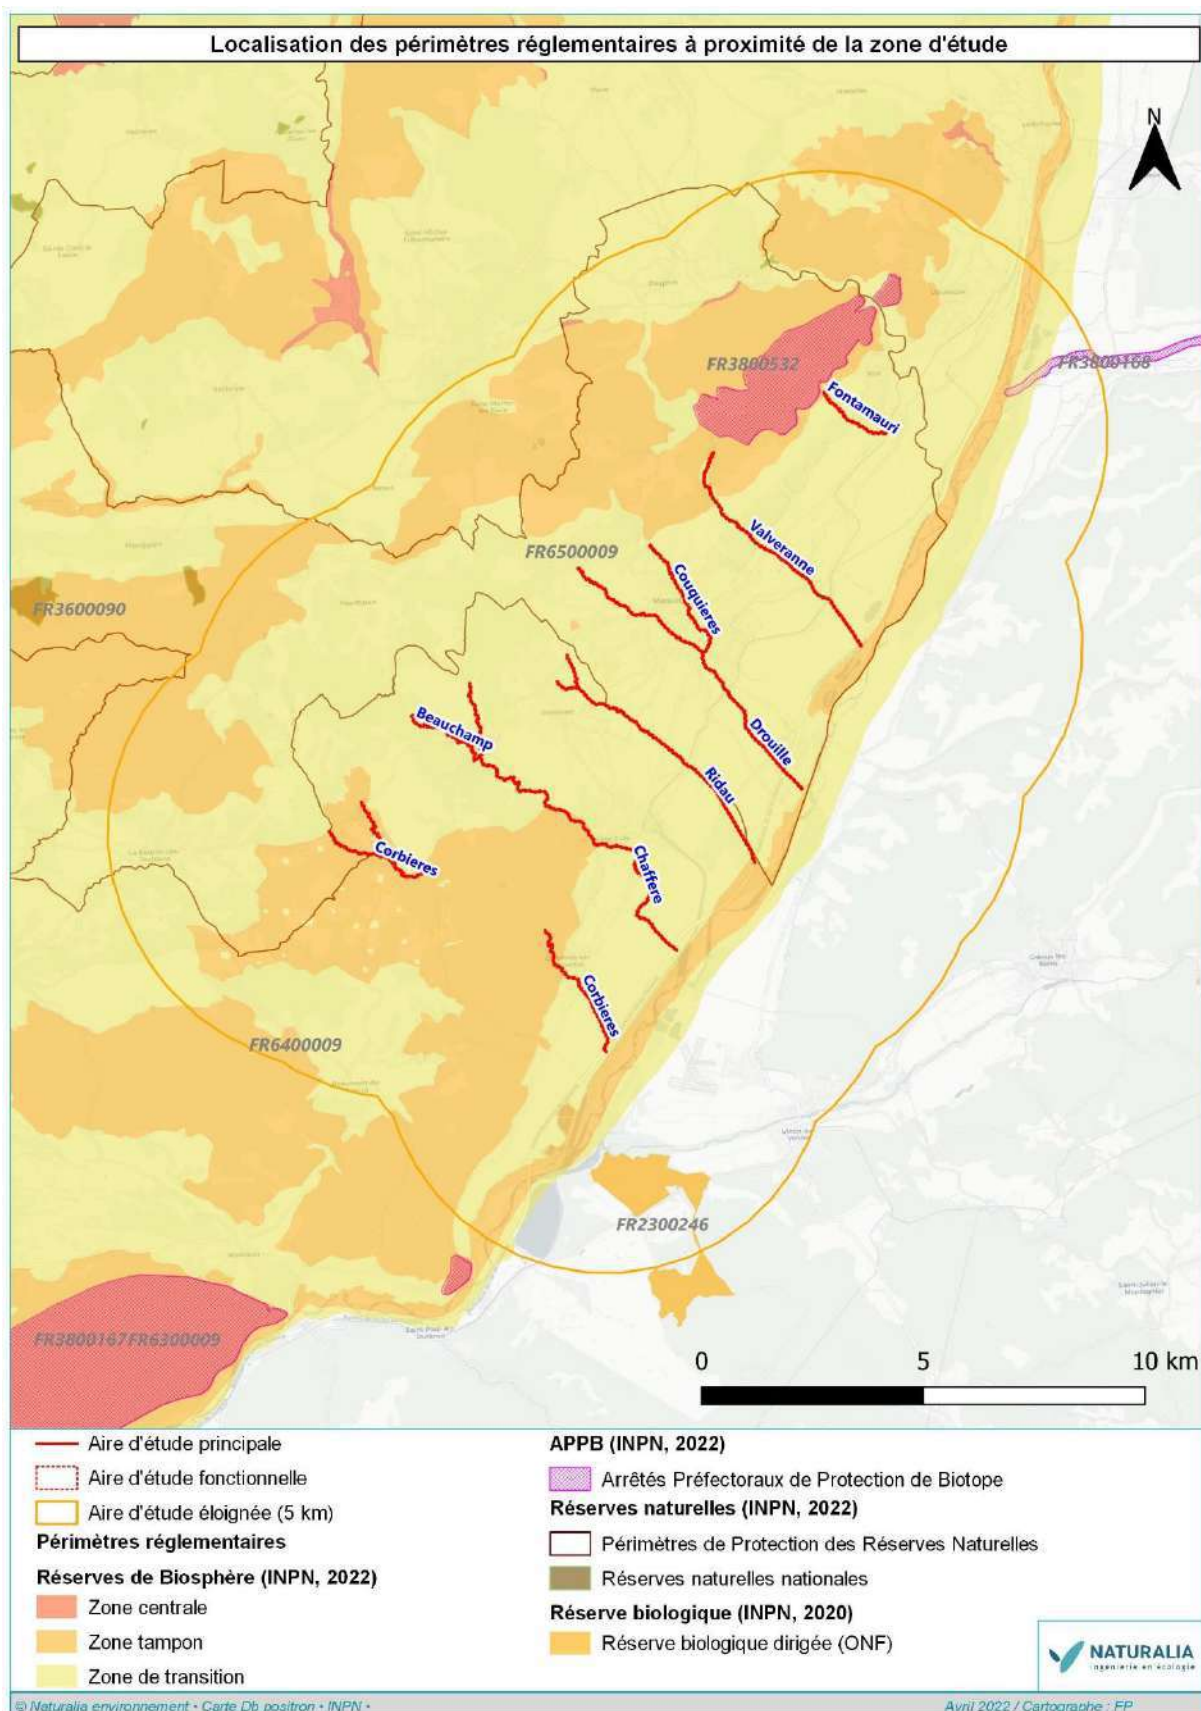 Localisation des périmètres réglementaires à proximité de la zone d'étude
N
FR3800532
FR3800168
Fontamauri
Valveranne
FR6500009
Couquieres
FR3600090
Beauchamp
Drouille
Ridau
Corbieres
Chaffere
Corbieres
FR6400009
FR2300246
FR3800167FR6300009
0 5 10 km
Aire d'étude principale
Aire d'étude fonctionnelle
Aire d'étude éloignée (5 km)
Périmètres réglementaires
Réserves de Biosphère (INPN, 2022)
Zone centrale
Zone tampon
Zone de transition
APPB (INPN, 2022)
Arrêtés Préfectoraux de Protection de Biotope
Réserves naturelles (INPN, 2022)
Périmètres de Protection des Réserves Naturelles
Réserves naturelles nationales
Réserve biologique (INPN, 2020)
Réserve biologique dirigée (ONF)
NATURALIA
ingénierie en écologie
© Naturalia environnement • Carte Db positron • INPN •
Avril 2022 / Cartographe : FP